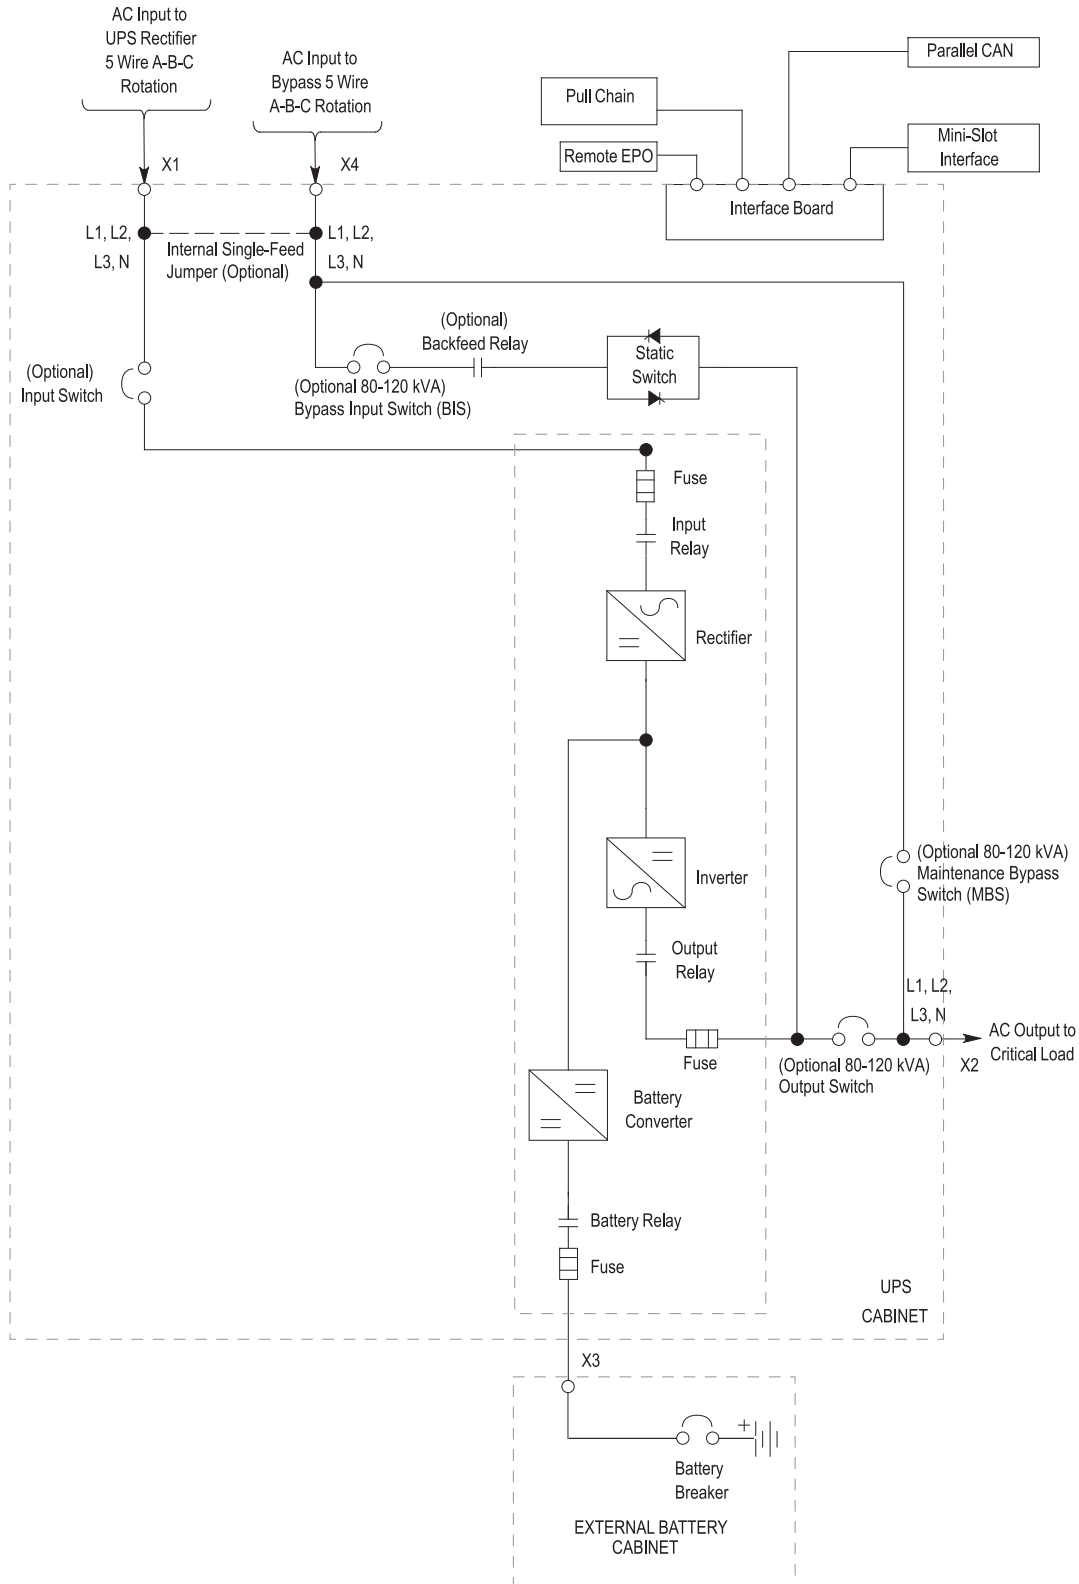 AC Input to
UPS Rectifier
5 Wire A-B-C
Rotation
AC Input to
Bypass 5 Wire
A-B-C Rotation
Parallel CAN
Pull Chain
Remote EPO
Mini-Slot
Interface
X1
X4
Interface Board
L1, L2,
L3, N
Internal Single-Feed
Jumper (Optional)
L1, L2,
L3, N
(Optional)
Backfeed Relay
Static
Switch
(Optional)
Input Switch
(Optional 80-120 kVA)
Bypass Input Switch (BIS)
Fuse
Input
Relay
Rectifier
Inverter
(Optional 80-120 kVA)
Maintenance Bypass
Switch (MBS)
Output
Relay
L1, L2,
L3, N
AC Output to
Critical Load
X2
Fuse
(Optional 80-120 kVA)
Output Switch
Battery
Converter
Battery Relay
Fuse
UPS
CABINET
X3
+
Battery
Breaker
EXTERNAL BATTERY
CABINET